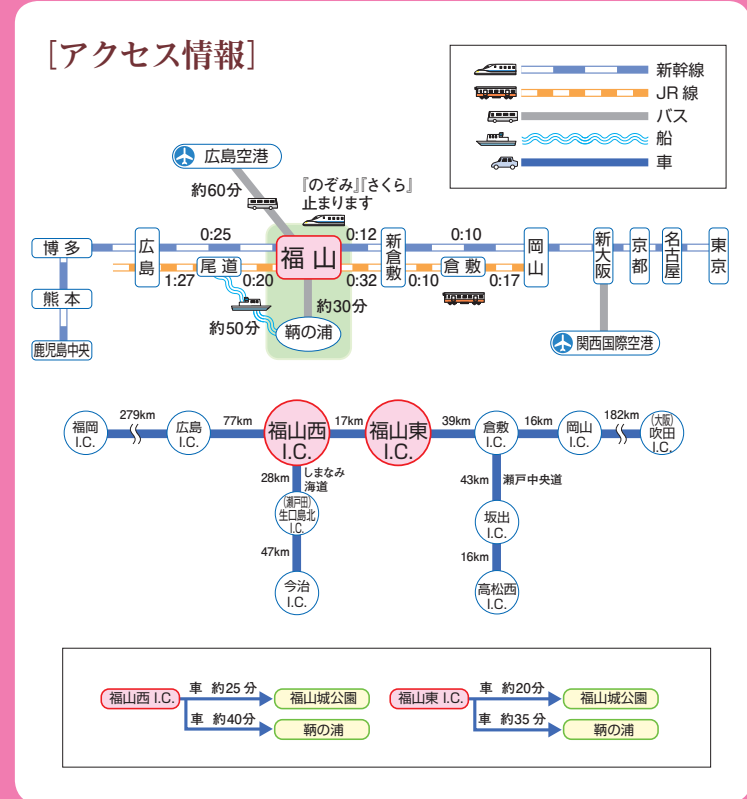 [アクセス情報]
新幹線
JR線
バス
船
車
広島空港
約60分
『のぞみ』『さくら』
止まります
博多
広島
0:25
福山
0:12
新倉敷
0:10
岡山
新大阪
京都
名古屋
東京
1:27
尾道
0:20
0:32
0:10
倉敷
0:17
熊本
鹿児島中央
約50分
約30分
鞆の浦
関西国際空港
福岡
I.C.
279km
広島
I.C.
77km
福山西
I.C.
17km
福山東
I.C.
39km
倉敷
I.C.
16km
岡山
I.C.
182km
(大阪)
吹田
I.C.
28km
しまなみ
海道
(瀬戸田)
生口島北
I.C.
47km
今治
I.C.
43km
瀬戸中央道
坂出
I.C.
16km
高松西
I.C.
福山西 I.C.
車 約25分
福山城公園
車 約40分
鞆の浦
福山東 I.C.
車 約20分
福山城公園
車 約35分
鞆の浦